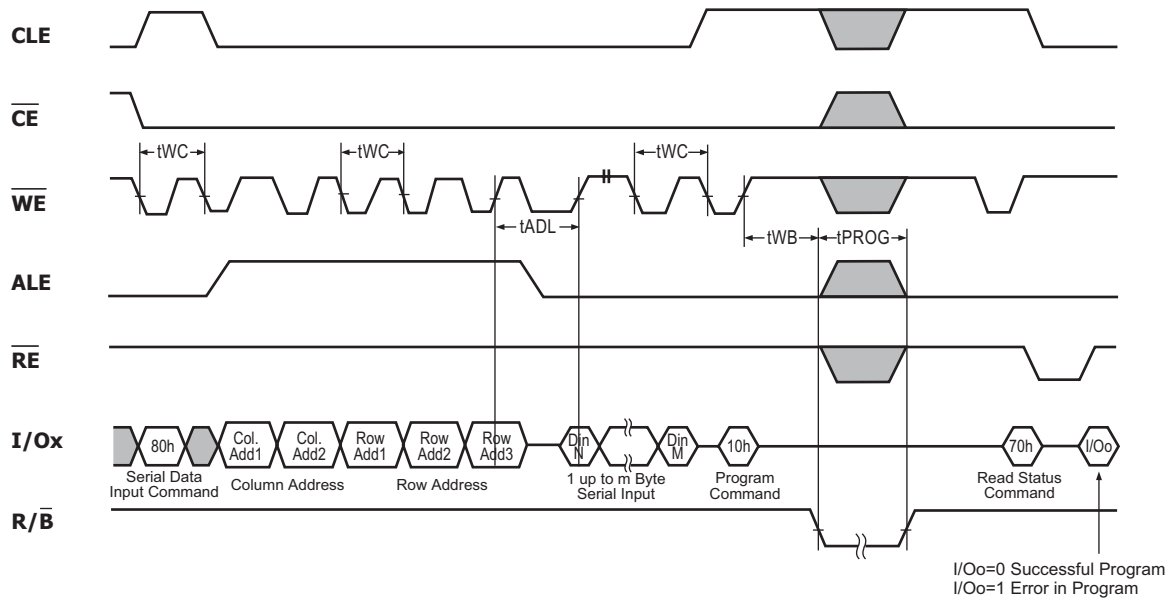 CLE
CE
tWC
tWC
tWC
WE
tADL
tWB
tPROG
ALE
RE
I/Ox
80h
Col.
Add1
Col.
Add2
Row
Add1
Row
Add2
Row
Add3
Din
N
Din
M
10h
70h
I/Oo
Serial Data
Input Command
Column Address
Row Address
1 up to m Byte
Serial Input
Program
Command
Read Status
Command
R/B
I/Oo=0 Successful Program
I/Oo=1 Error in Program